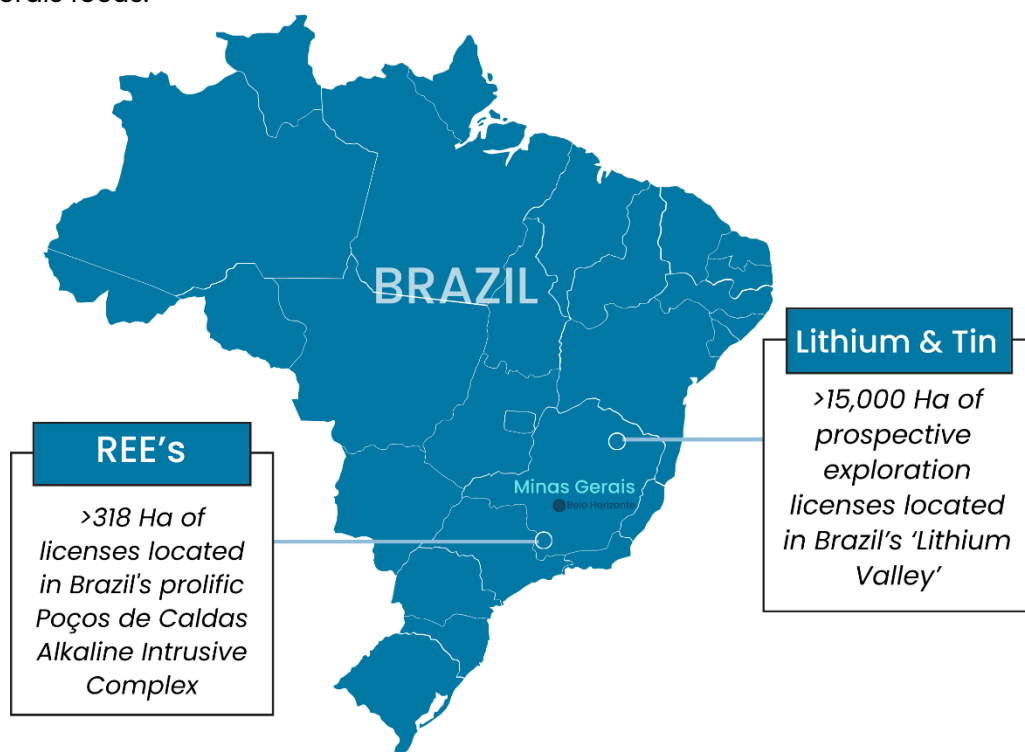 BRAZIL
Lithium & Tin
>15,000 Ha of
prospective
exploration
licenses located
in Brazil's ‘Lithium
Valley’
REE's
>318 Ha of
licenses located
in Brazil's prolific
Poços de Caldas
Alkaline Intrusive
Complex
Minas Gerais
Belo Horizonte